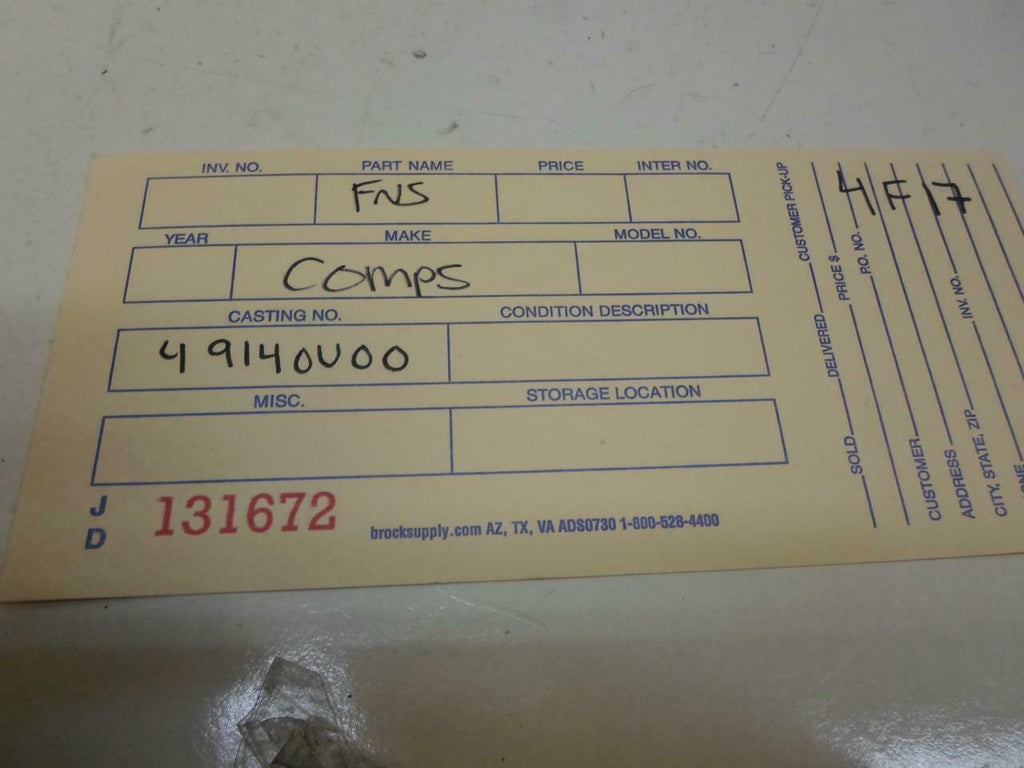 INV. NO. PART NAME PRICE INTER NO.
FNS
YEAR MAKE MODEL NO.
Comps
CASTING NO. CONDITION DESCRIPTION
49140U00
MISC. STORAGE LOCATION
J
D
131672
brocksupply.com AZ, TX, VA ADS0730 1-800-528-4400
SOLD DELIVERED CUSTOMER PICK-UP
PRICE $
P.O. NO.
4F17
CUSTOMER
ADDRESS INV. NO.
CITY, STATE, ZIP